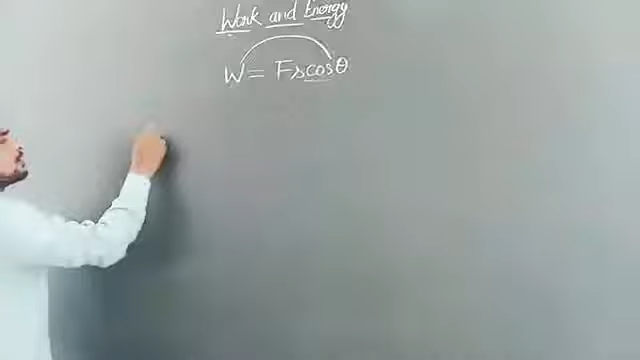 Work and Energy
W = Fscosθ